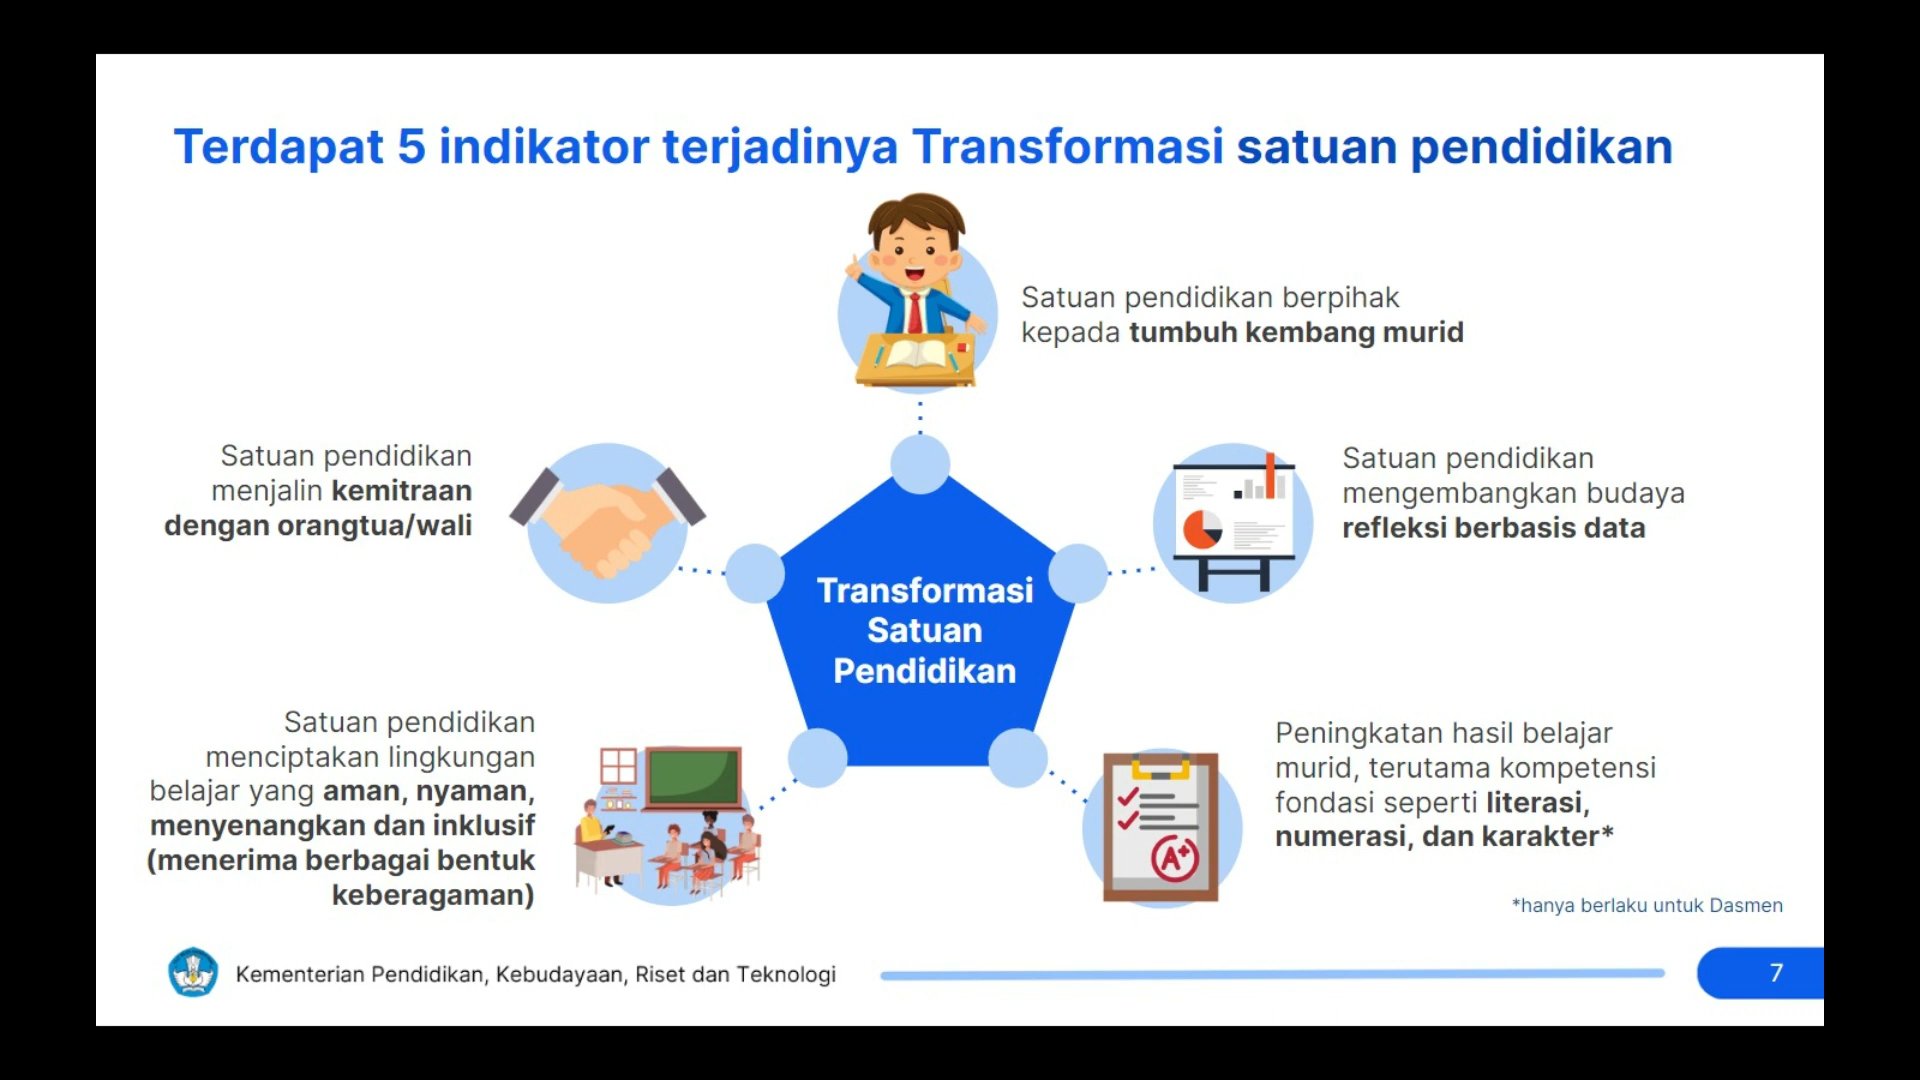 Terdapat 5 indikator terjadinya Transformasi satuan pendidikan
Satuan pendidikan berpihak
kepada tumbuh kembang murid
Satuan pendidikan
menjalin kemitraan
dengan orangtua/wali
Satuan pendidikan
mengembangkan budaya
refleksi berbasis data
Transformasi
Satuan
Pendidikan
Satuan pendidikan
menciptakan lingkungan
belajar yang aman, nyaman,
menyenangkan dan inklusif
(menerima berbagai bentuk
keberagaman)
Peningkatan hasil belajar
murid, terutama kompetensi
fondasi seperti literasi,
numerasi, dan karakter*
A+
*hanya berlaku untuk Dasmen
Kementerian Pendidikan, Kebudayaan, Riset dan Teknologi
7